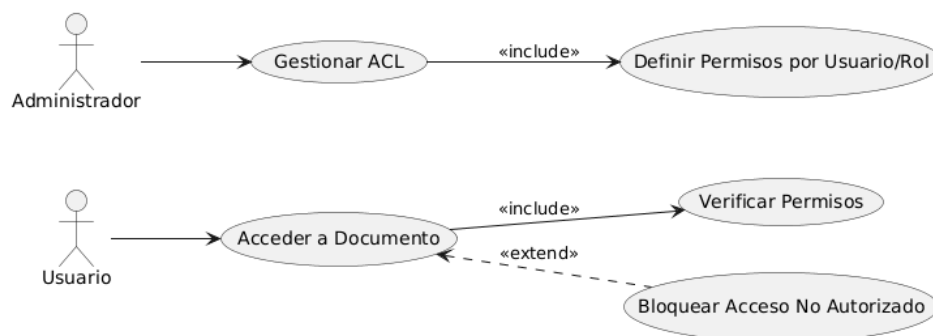 Administrador
Gestionar ACL
«include»
Definir Permisos por Usuario/Rol
Usuario
Acceder a Documento
«include»
Verificar Permisos
«extend»
Bloquear Acceso No Autorizado